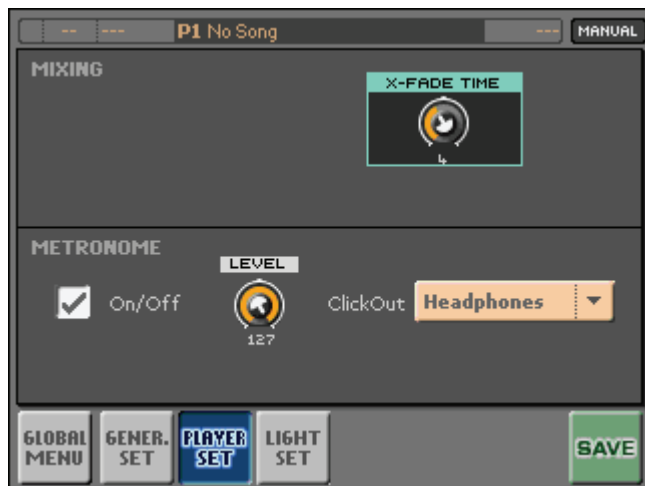 -- --- P1 No Song --- MANUAL
MIXING
X-FADE TIME
4
METRONOME
LEVEL
On/Off
127
ClickOut Headphones
GLOBAL MENU
GENER. SET
PLAYER SET
LIGHT SET
SAVE